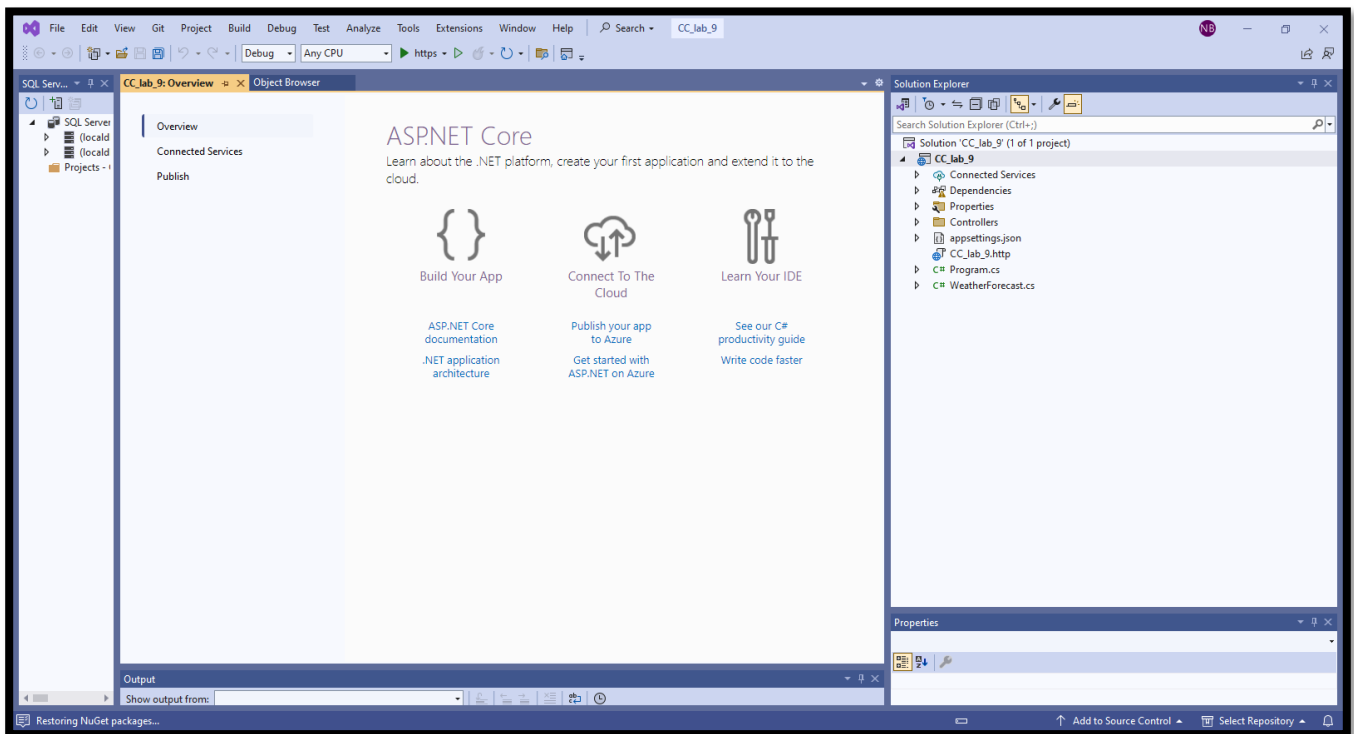 File Edit View Git Project Build Debug Test Analyze Tools Extensions Window Help Search CC_lab_9 NB
Debug Any CPU https
SQL Serv...
SQL Server
(locald
(locald
Projects -
CC_lab_9: Overview Object Browser
Overview
Connected Services
Publish
ASP.NET Core
Learn about the .NET platform, create your first application and extend it to the
cloud.
Build Your App
ASP.NET Core
documentation
.NET application
architecture
Connect To The
Cloud
Publish your app
to Azure
Get started with
ASP.NET on Azure
Learn Your IDE
See our C#
productivity guide
Write code faster
Output
Show output from:
Solution Explorer
Search Solution Explorer (Ctrl+;)
Solution 'CC_lab_9' (1 of 1 project)
CC_lab_9
Connected Services
Dependencies
Properties
Controllers
appsettings.json
CC_lab_9.http
C# Program.cs
C# WeatherForecast.cs
Properties
Restoring NuGet packages... Add to Source Control Select Repository